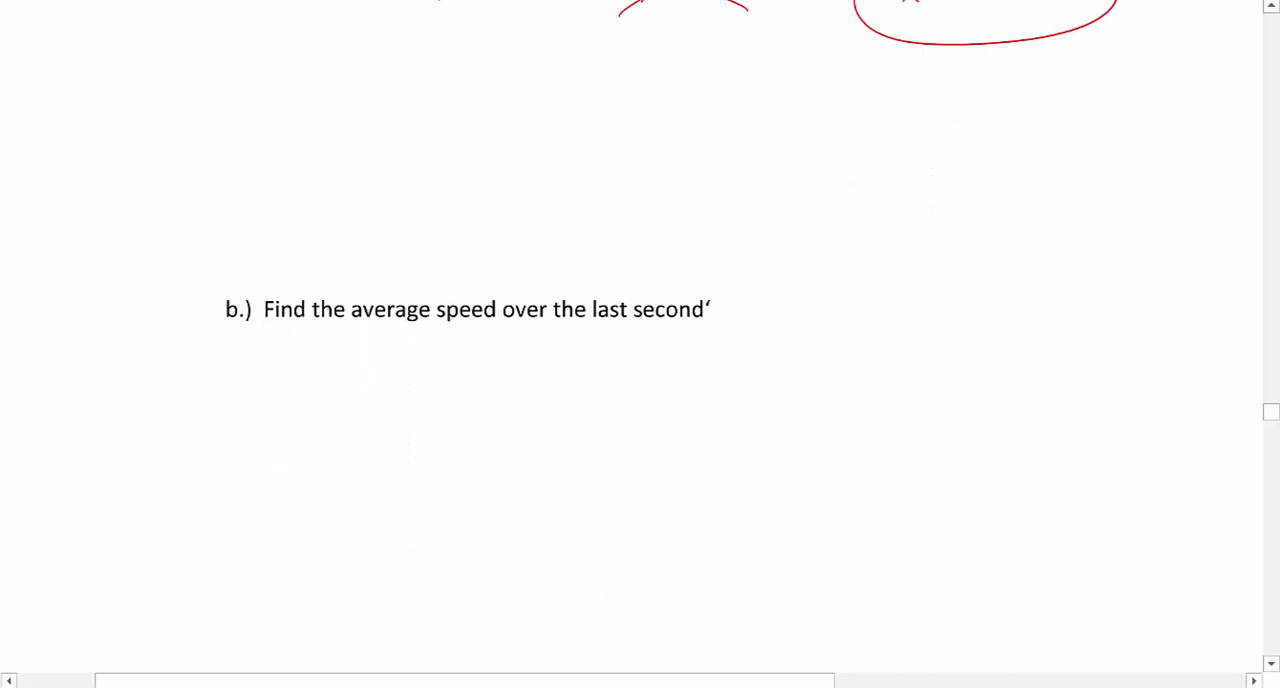 b.) Find the average speed over the last second‘